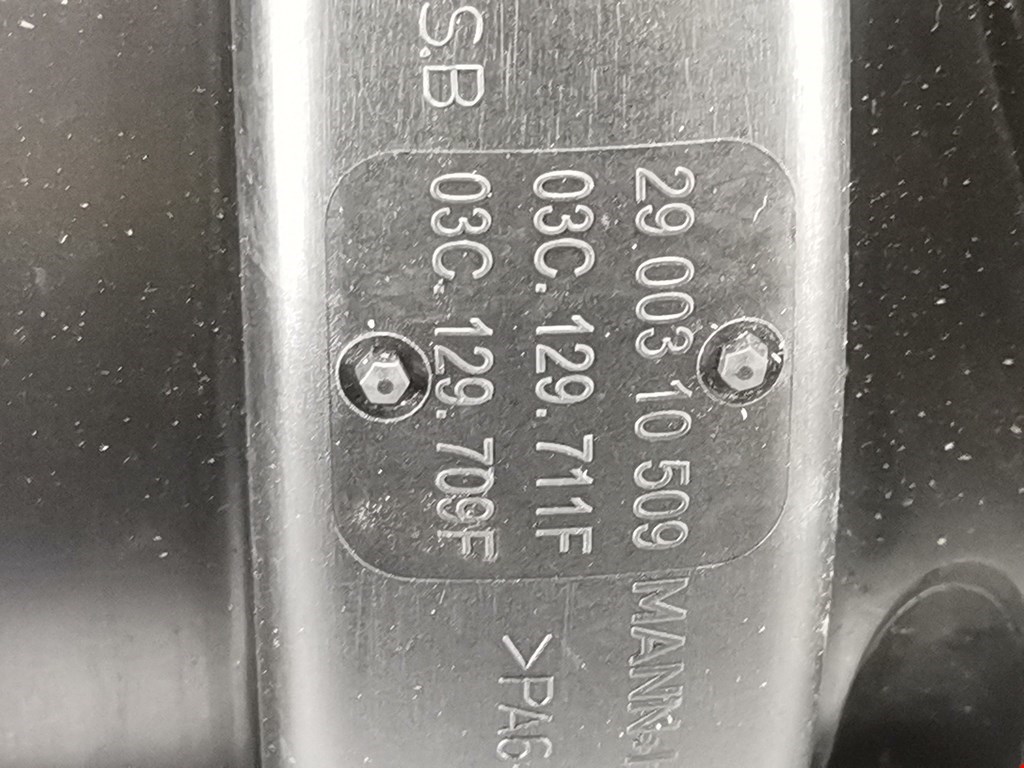 29 003 10 509 MANN+
03C. 129. 711F
>PA6-
S.B 03C. 129. 709F